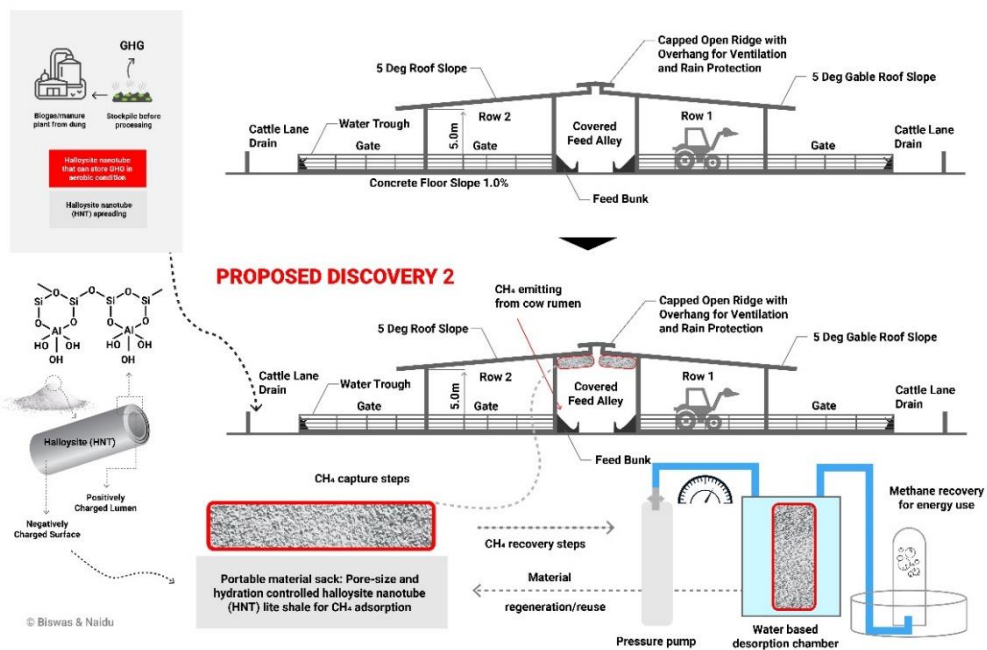 GHG
Biogas/manure
plant from dung
Stockpile before
processing
Halloysite nanotube
that can store GHG in
aerobic condition
Halloysite nanotube
(HNT) spreading
Capped Open Ridge with
Overhang for Ventilation
and Rain Protection
5 Deg Roof Slope
5 Deg Gable Roof Slope
Cattle Lane
Drain
Water Trough
Gate
5.0m
Row 2
Gate
Covered
Feed Alley
Row 1
Gate
Cattle Lane
Drain
Concrete Floor Slope 1.0%
Feed Bunk
PROPOSED DISCOVERY 2
CH₄ emitting
from cow rumen
Capped Open Ridge with
Overhang for Ventilation
and Rain Protection
5 Deg Roof Slope
5 Deg Gable Roof Slope
Cattle Lane
Drain
Water Trough
Gate
5.0m
Row 2
Gate
Covered
Feed Alley
Row 1
Gate
Cattle Lane
Drain
Feed Bunk
Si O Si O Si O Si
O O O O
Al Al
HO OH HO OH
OH OH
Halloysite (HNT)
Positively
Charged Lumen
Negatively
Charged Surface
CH₄ capture steps
Portable material sack: Pore-size and
hydration controlled halloysite nanotube
(HNT) lite shale for CH₄ adsorption
CH₄ recovery steps
Material
regeneration/reuse
Pressure pump
Water based
desorption chamber
Methane recovery
for energy use
© Biswas & Naidu